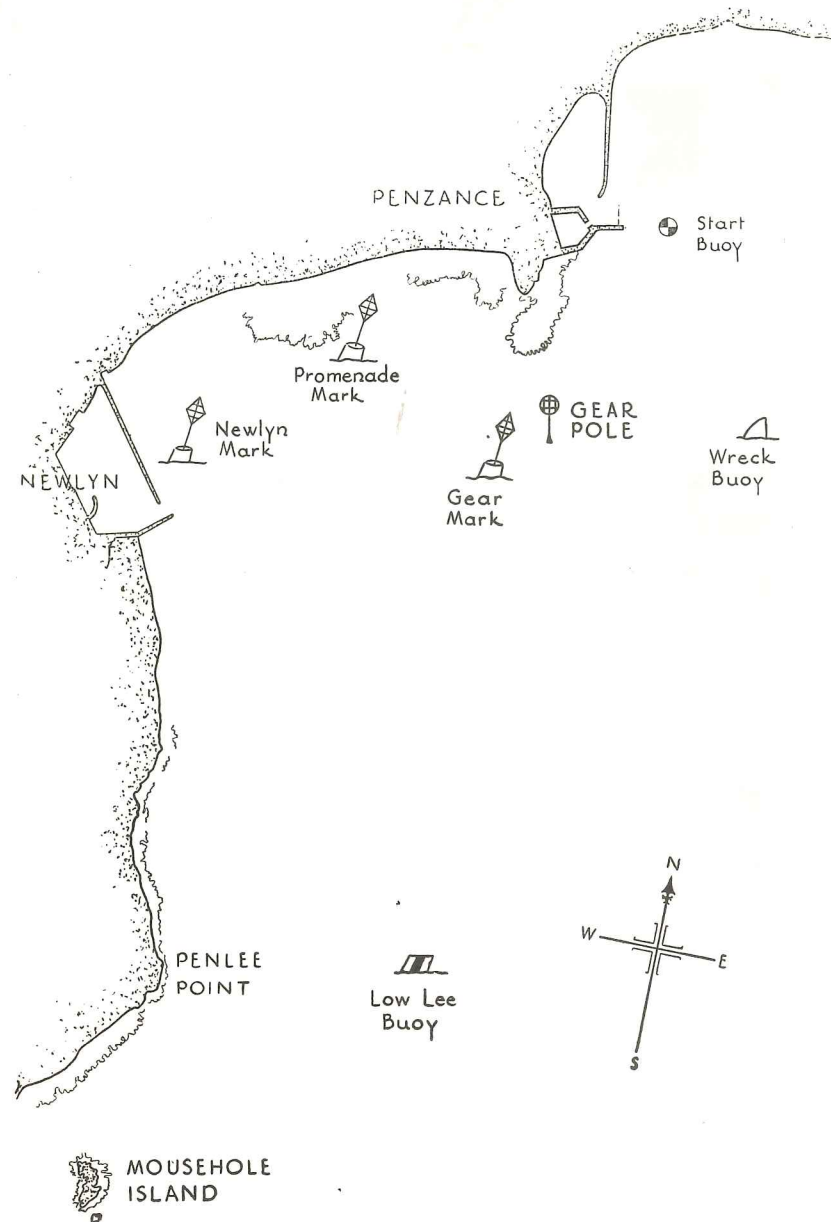 PENZANCE
Start
Buoy
Promenade
Mark
Newlyn
Mark
GEAR
POLE
Gear
Mark
Wreck
Buoy
NEWLYN
N
W
E
S
PENLEE
POINT
Low Lee
Buoy
MOUSEHOLE
ISLAND